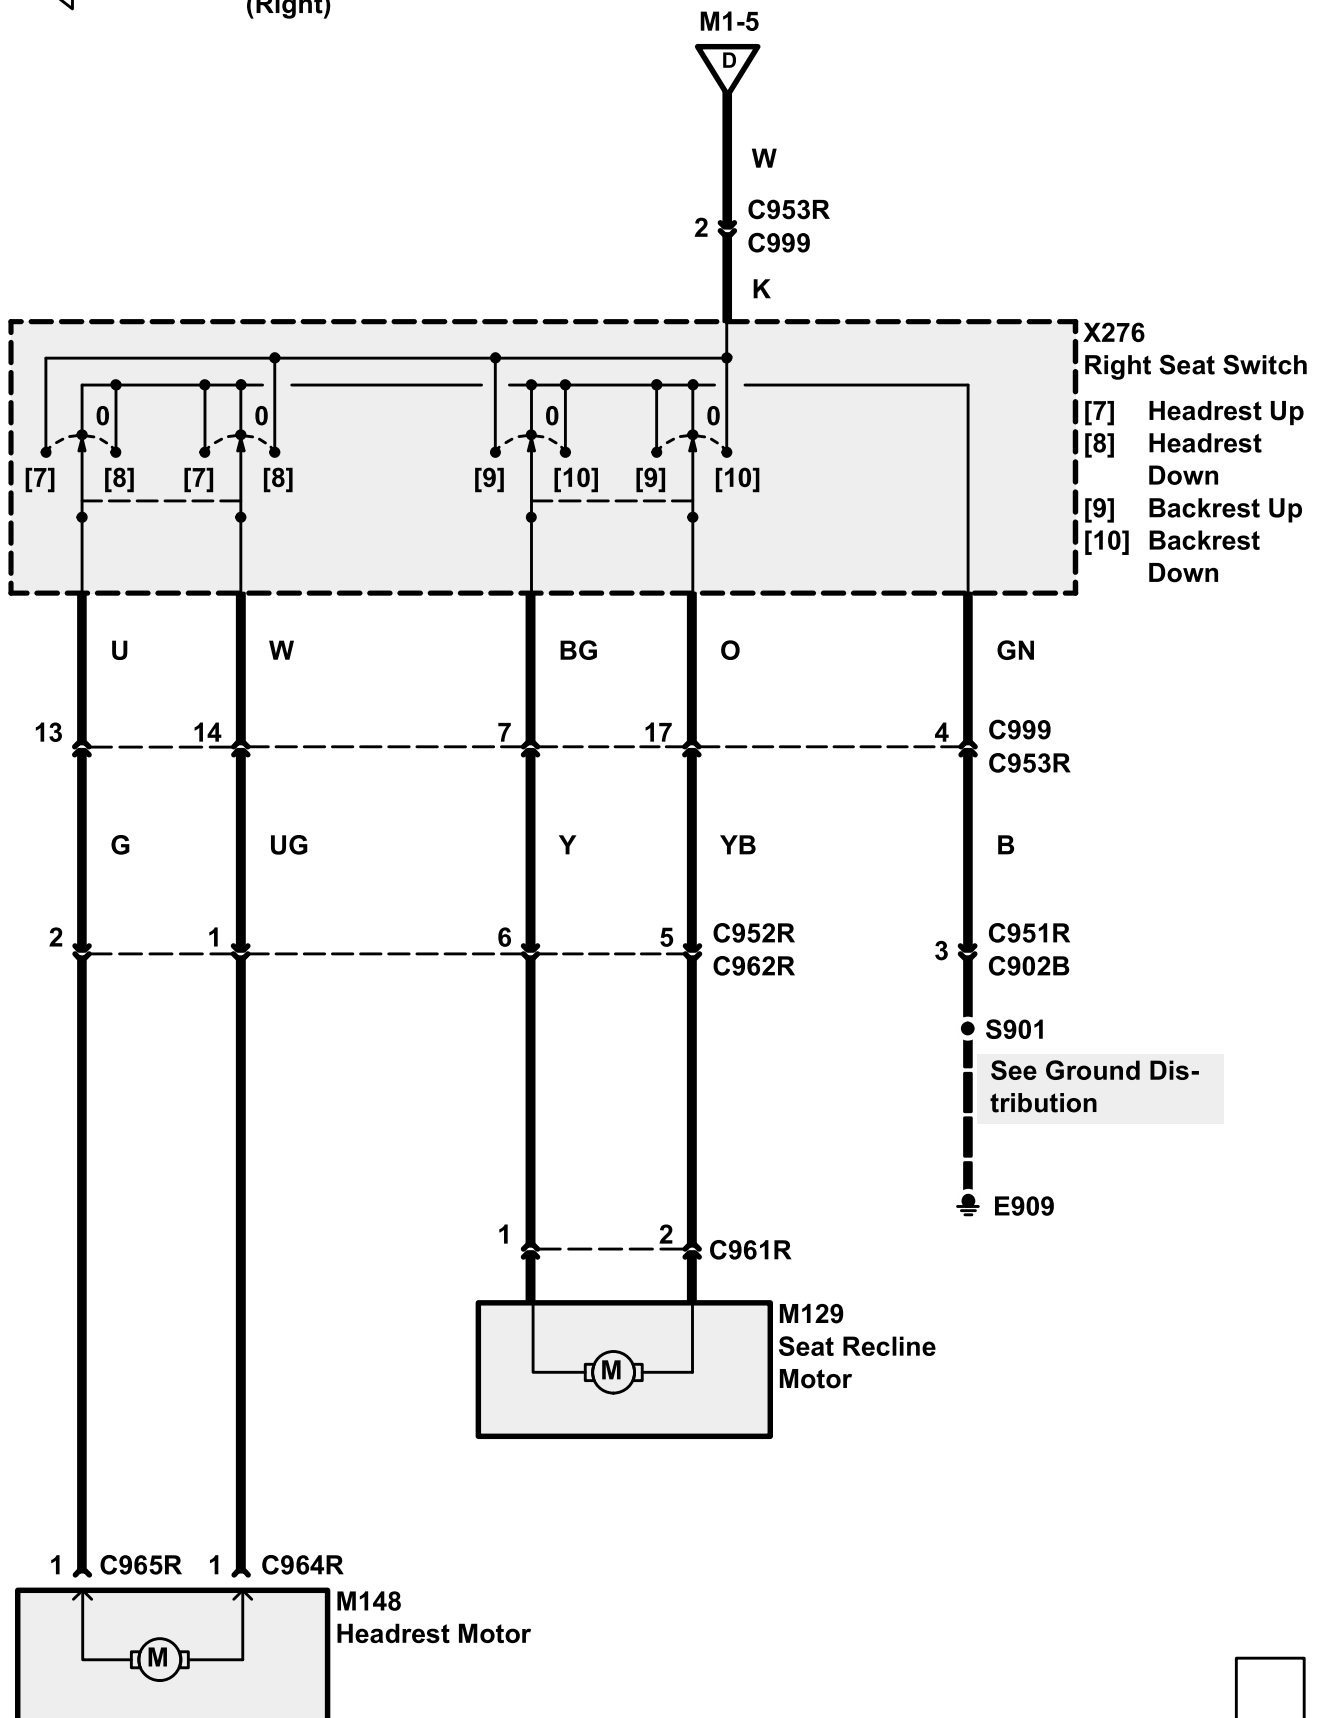 (Right)
M1-5
D
W
2
C953R
C999
K
X276
Right Seat Switch
[7] Headrest Up
[8] Headrest
Down
[9] Backrest Up
[10] Backrest
Down
0 0 0 0
[7] [8] [7] [8] [9] [10] [9] [10]
U W BG O GN
13 14 7 17 4 C999
C953R
G UG Y YB B
2 1 6 5 C952R
C962R
3 C951R
C902B
S901
See Ground Dis-
tribution
E909
1 2 C961R
M129
Seat Recline
Motor
M
1 C965R 1 C964R
M148
Headrest Motor
M